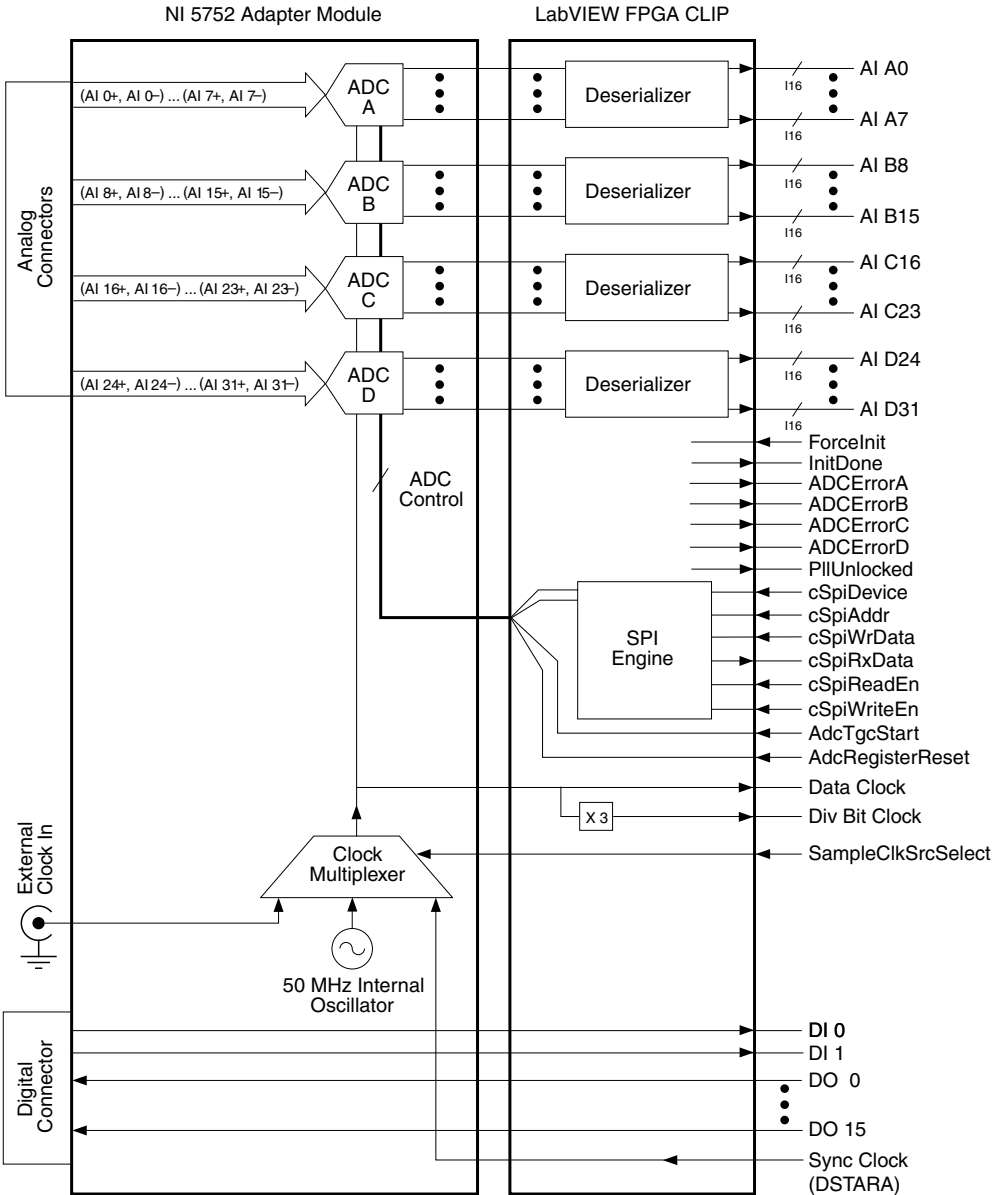 NI 5752 Adapter Module
LabVIEW FPGA CLIP
Analog
Connectors
(AI 0+, AI 0–) ... (AI 7+, AI 7–)
ADC
A
Deserializer
I16
AI A0
I16
AI A7
(AI 8+, AI 8–) ... (AI 15+, AI 15–)
ADC
B
Deserializer
I16
AI B8
I16
AI B15
(AI 16+, AI 16–) ... (AI 23+, AI 23–)
ADC
C
Deserializer
I16
AI C16
I16
AI C23
(AI 24+, AI 24–) ... (AI 31+, AI 31–)
ADC
D
Deserializer
I16
AI D24
I16
AI D31
ADC
Control
ForceInit
InitDone
ADCErrorA
ADCErrorB
ADCErrorC
ADCErrorD
PllUnlocked
SPI
Engine
cSpiDevice
cSpiAddr
cSpiWrData
cSpiRxData
cSpiReadEn
cSpiWriteEn
AdcTgcStart
AdcRegisterReset
Data Clock
X 3
Div Bit Clock
Clock
Multiplexer
SampleClkSrcSelect
External
Clock In
50 MHz Internal
Oscillator
Digital
Connector
DI 0
DI 1
DO 0
DO 15
Sync Clock
(DSTARA)